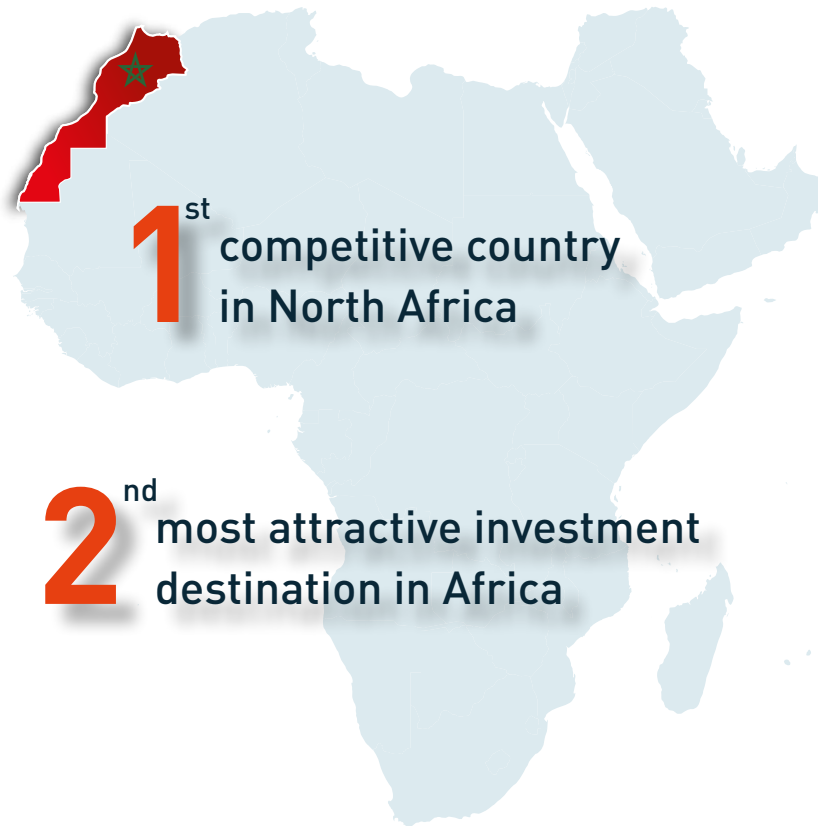 1st
competitive country
in North Africa
2nd
most attractive investment
destination in Africa